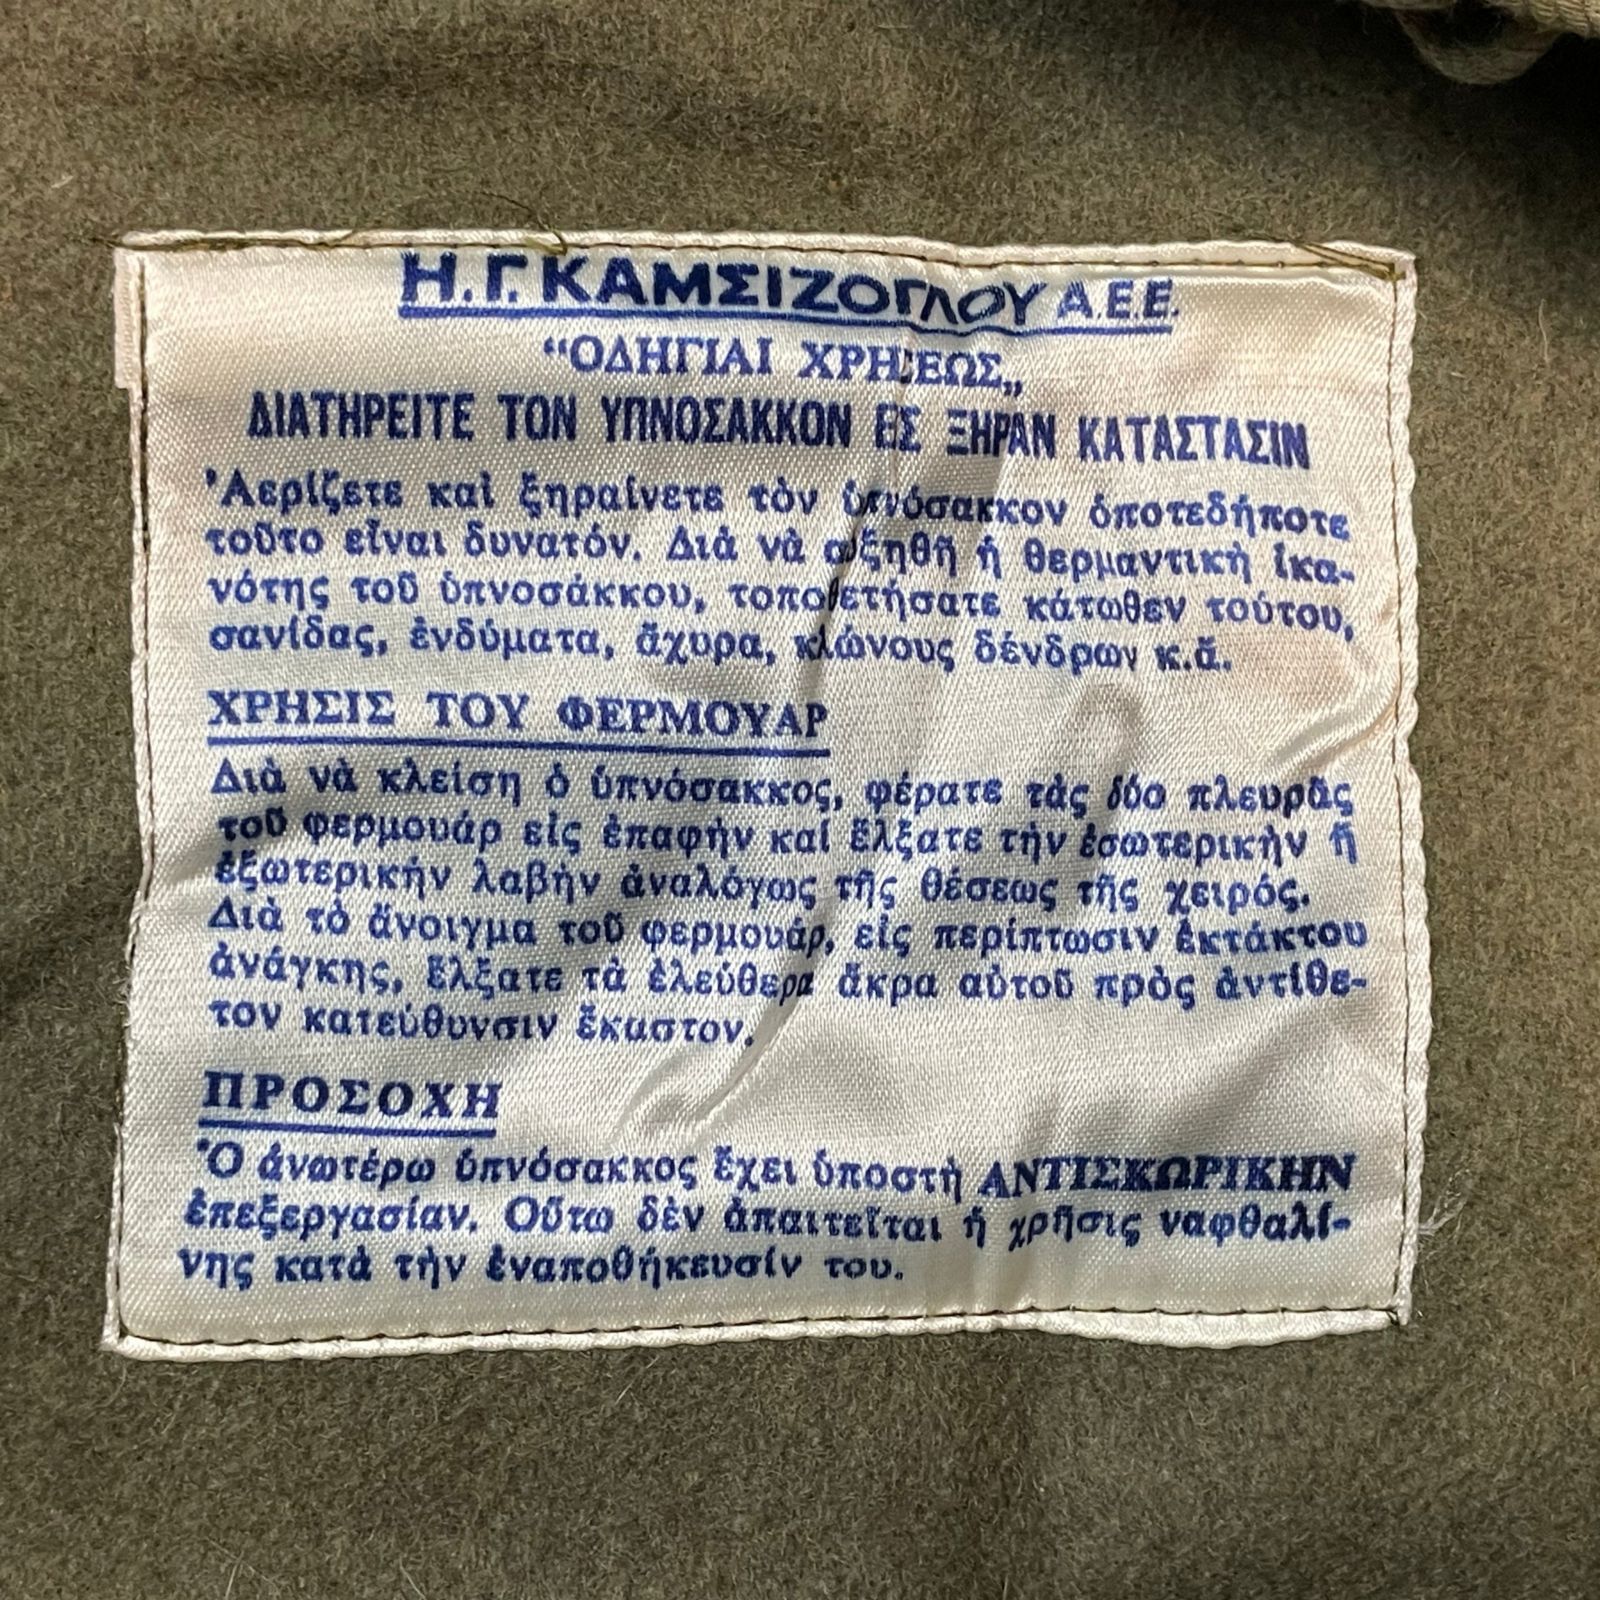 Η.Γ. ΚΑΜΣΙΖΟΓΛΟΥ Α.Ε.Ε.
“ΟΔΗΓΙΑΙ ΧΡΗΣΕΩΣ„
ΔΙΑΤΗΡΕΙΤΕ ΤΟΝ ΥΠΝΟΣΑΚΚΟΝ ΕΙΣ ΞΗΡΑΝ ΚΑΤΑΣΤΑΣΙΝ
Ἀερίζετε καὶ ξηραίνετε τὸν ὑπνόσακκον ὁποτεδήποτε
τοῦτο εἶναι δυνατόν. Διὰ νὰ αὐξηθῆ ἡ θερμαντικὴ ἱκα-
νότης τοῦ ὑπνοσάκκου, τοποθετήσατε κάτωθεν τούτου,
σανίδας, ἐνδύματα, ἄχυρα, κλώνους δένδρων κ.ἄ.
ΧΡΗΣΙΣ ΤΟΥ ΦΕΡΜΟΥΑΡ
Διὰ νὰ κλείση ὁ ὑπνόσακκος, φέρατε τὰς δύο πλευρᾶς
τοῦ φερμουάρ εἰς ἐπαφὴν καὶ ἕλξατε τὴν ἐσωτερικὴν ἢ
ἐξωτερικήν λαβὴν ἀναλόγως τῆς θέσεως τῆς χειρός.
Διὰ τὸ ἄνοιγμα τοῦ φερμουάρ, εἰς περίπτωσιν ἐκτάκτου
ἀνάγκης, ἕλξατε τὰ ἐλεύθερα ἄκρα αὐτοῦ πρὸς ἀντίθε-
τον κατεύθυνσιν ἕκαστον.
ΠΡΟΣΟΧΗ
Ὁ ἀνωτέρω ὑπνόσακκος ἔχει ὑποστῆ ΑΝΤΙΣΚΩΡΙΚΗΝ
ἐπεξεργασίαν. Οὕτω δὲν ἀπαιτεῖται ἡ χρῆσις ναφθαλί-
νης κατὰ τὴν ἐναποθήκευσίν του.